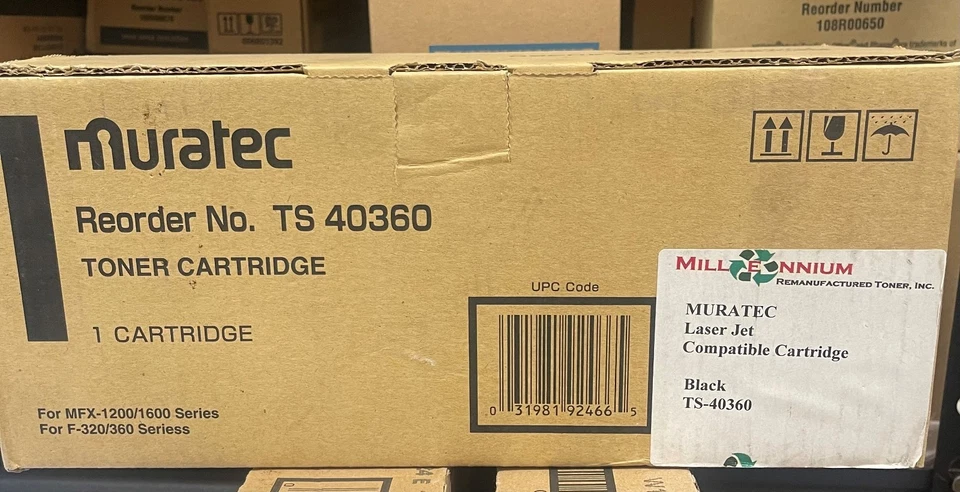 Reorder Number
108R00650
muratec
Reorder No. TS 40360
TONER CARTRIDGE
1 CARTRIDGE
For MFX-1200/1600 Series
For F-320/360 Seriess
UPC Code
0 31981 92466 5
MILLENNIUM
REMANUFACTURED TONER, INC.
MURATEC
Laser Jet
Compatible Cartridge
Black
TS-40360